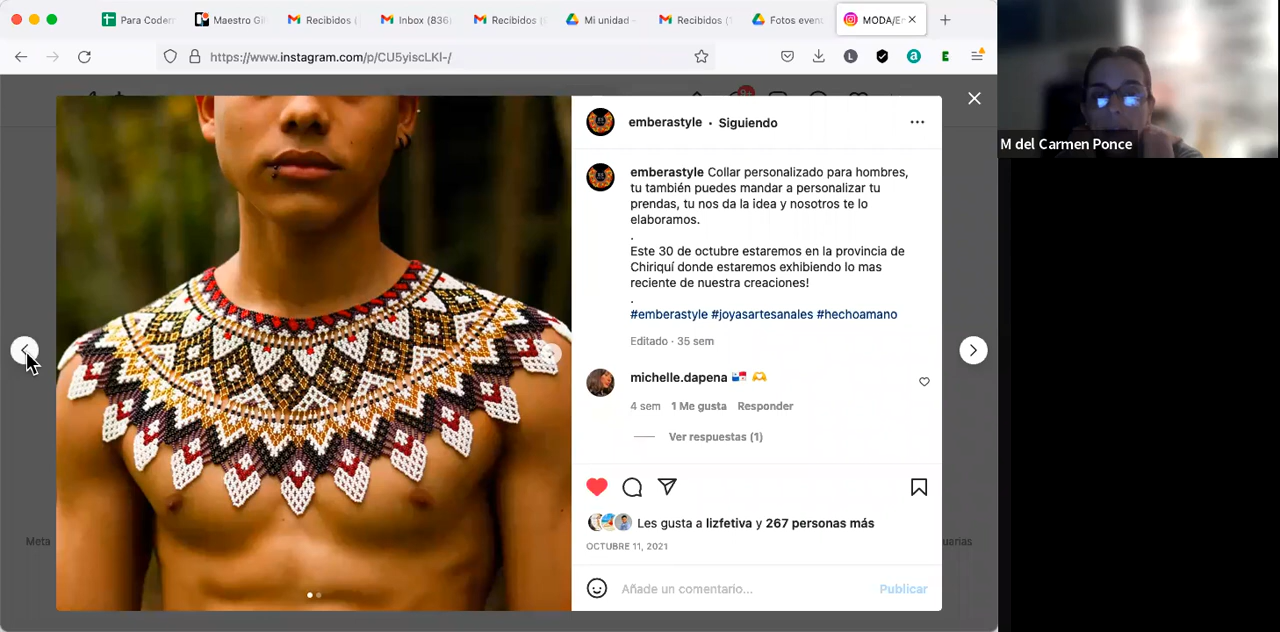 Para Codem
Maestro Gi
Recibidos (
Inbox (836
Recibidos
Mi unidad -
Recibidos (
Fotos even
MODA/E
https://www.instagram.com/p/CU5yiscLKl-/
M del Carmen Ponce
emberastyle · Siguiendo
emberastyle Collar personalizado para hombres,
tu también puedes mandar a personalizar tu
prendas, tu nos da la idea y nosotros te lo
elaboramos.
.
Este 30 de octubre estaremos en la provincia de
Chiriquí donde estaremos exhibiendo lo mas
reciente de nuestra creaciones!
.
#emberastyle #joyasartesanales #hechoamano
Editado · 35 sem
michelle.dapena
4 sem 1 Me gusta Responder
Ver respuestas (1)
Les gusta a lizfetiva y 267 personas más
OCTUBRE 11, 2021
Añade un comentario...
Publicar
Meta